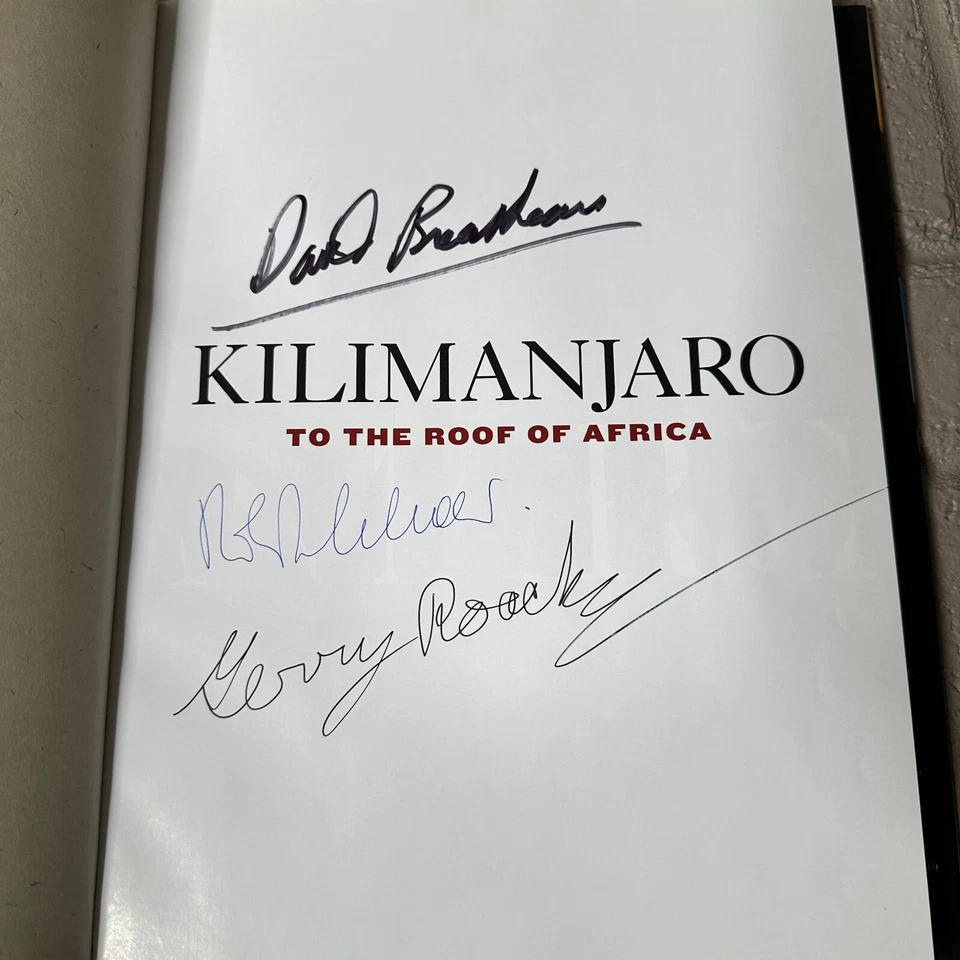 David Breashears
KILIMANJARO
TO THE ROOF OF AFRICA
Gerry Roach